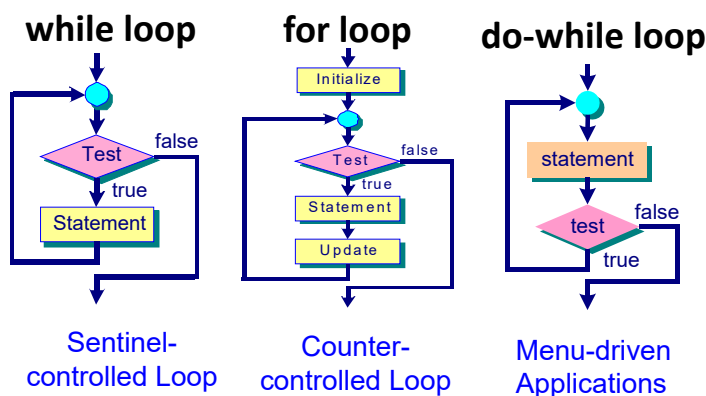 while loop
Test
false
true
Statement
Sentinel-
controlled Loop
for loop
Initialize
Test
false
true
Statement
Update
Counter-
controlled Loop
do-while loop
statement
test
false
true
Menu-driven
Applications